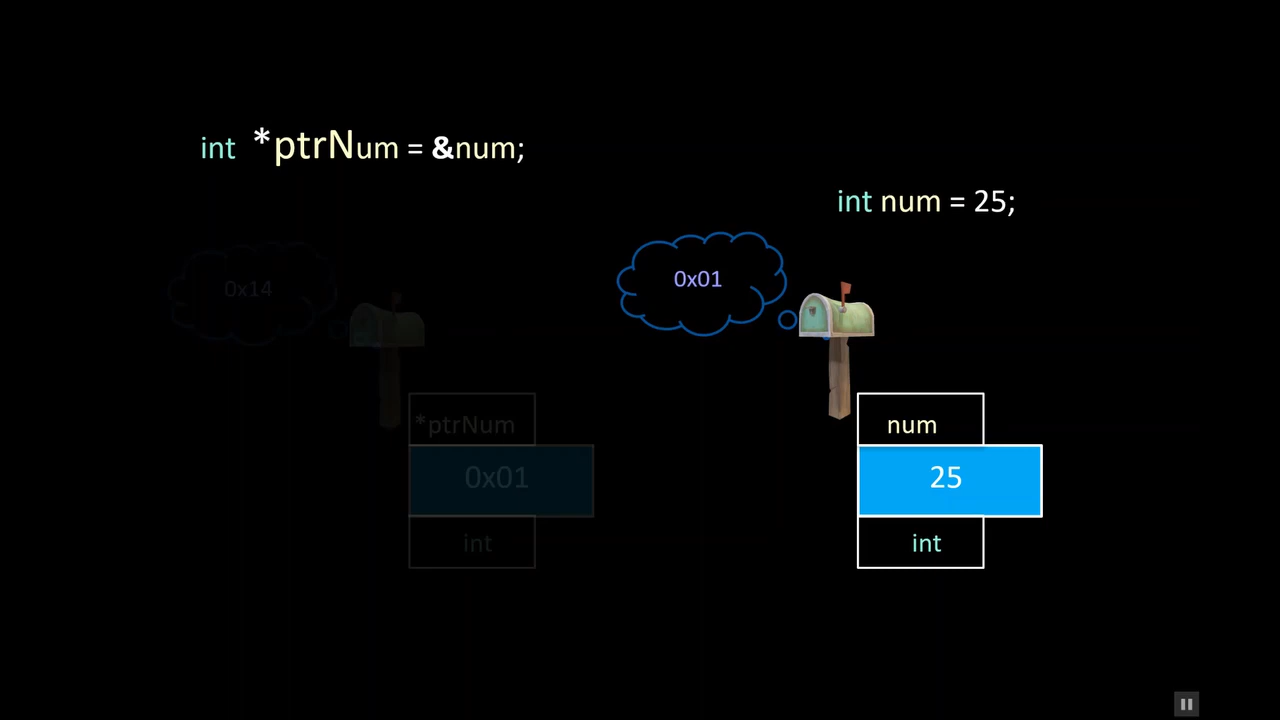 int *ptrNum = &num;
int num = 25;
0x14
0x01
*ptrNum
0x01
int
num
25
int